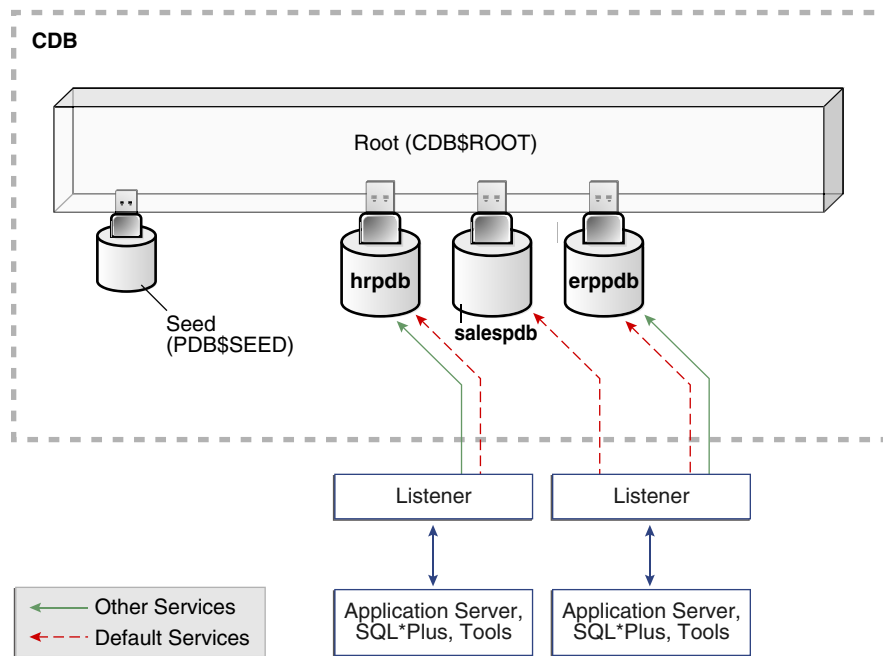 CDB
Root (CDB$ROOT)
hrpdb
erppdb
salespdb
Seed
(PDB$SEED)
Listener
Listener
Other Services
Default Services
Application Server,
SQL*Plus, Tools
Application Server,
SQL*Plus, Tools